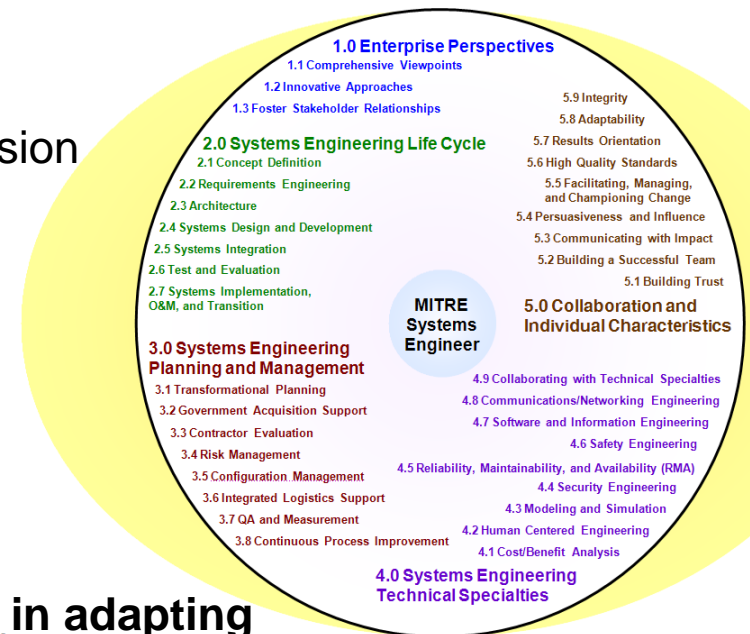 1.0 Enterprise Perspectives
1.1 Comprehensive Viewpoints
1.2 Innovative Approaches
1.3 Foster Stakeholder Relationships
sion
2.0 Systems Engineering Life Cycle
2.1 Concept Definition
2.2 Requirements Engineering
2.3 Architecture
2.4 Systems Design and Development
2.5 Systems Integration
2.6 Test and Evaluation
2.7 Systems Implementation,
O&M, and Transition
5.9 Integrity
5.8 Adaptability
5.7 Results Orientation
5.6 High Quality Standards
5.5 Facilitating, Managing,
and Championing Change
5.4 Persuasiveness and Influence
5.3 Communicating with Impact
5.2 Building a Successful Team
5.1 Building Trust
5.0 Collaboration and
Individual Characteristics
MITRE
Systems
Engineer
3.0 Systems Engineering
Planning and Management
3.1 Transformational Planning
3.2 Government Acquisition Support
3.3 Contractor Evaluation
3.4 Risk Management
3.5 Configuration Management
3.6 Integrated Logistics Support
3.7 QA and Measurement
3.8 Continuous Process Improvement
4.9 Collaborating with Technical Specialties
4.8 Communications/Networking Engineering
4.7 Software and Information Engineering
4.6 Safety Engineering
4.5 Reliability, Maintainability, and Availability (RMA)
4.4 Security Engineering
4.3 Modeling and Simulation
4.2 Human Centered Engineering
4.1 Cost/Benefit Analysis
4.0 Systems Engineering
Technical Specialties
in adapting